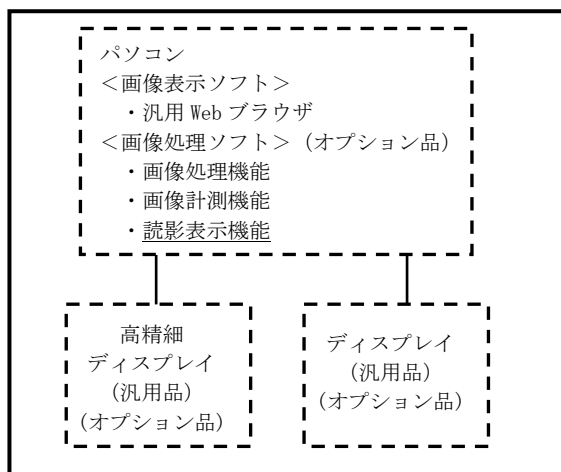 パソコン
＜画像表示ソフト＞
・汎用 Web ブラウザ
＜画像処理ソフト＞（オプション品）
・画像処理機能
・画像計測機能
・読影表示機能
高精細
ディスプレイ
（汎用品）
（オプション品）
ディスプレイ
（汎用品）
（オプション品）